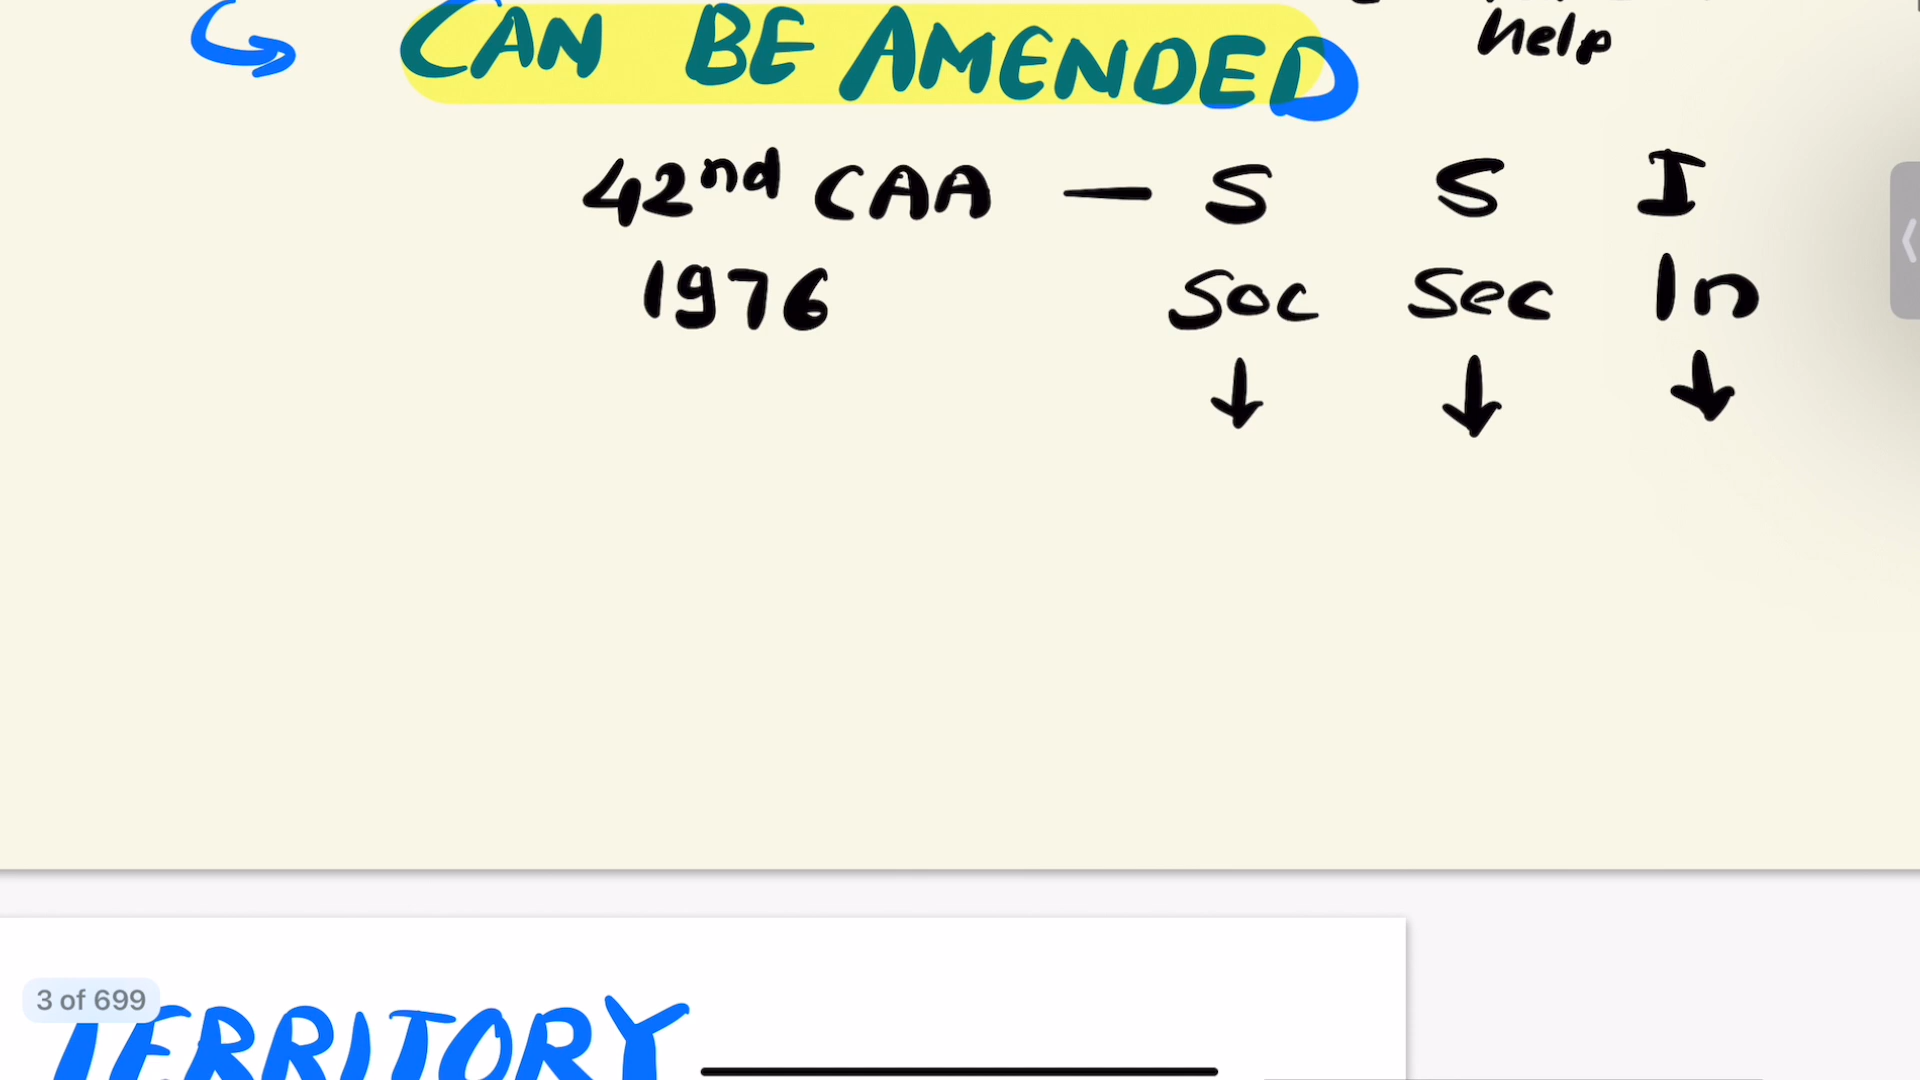 help
CAN BE AMENDED
42nd CAA — S S I
1976 Soc Sec In
↓ ↓ ↓
3 of 699
TERRITORY